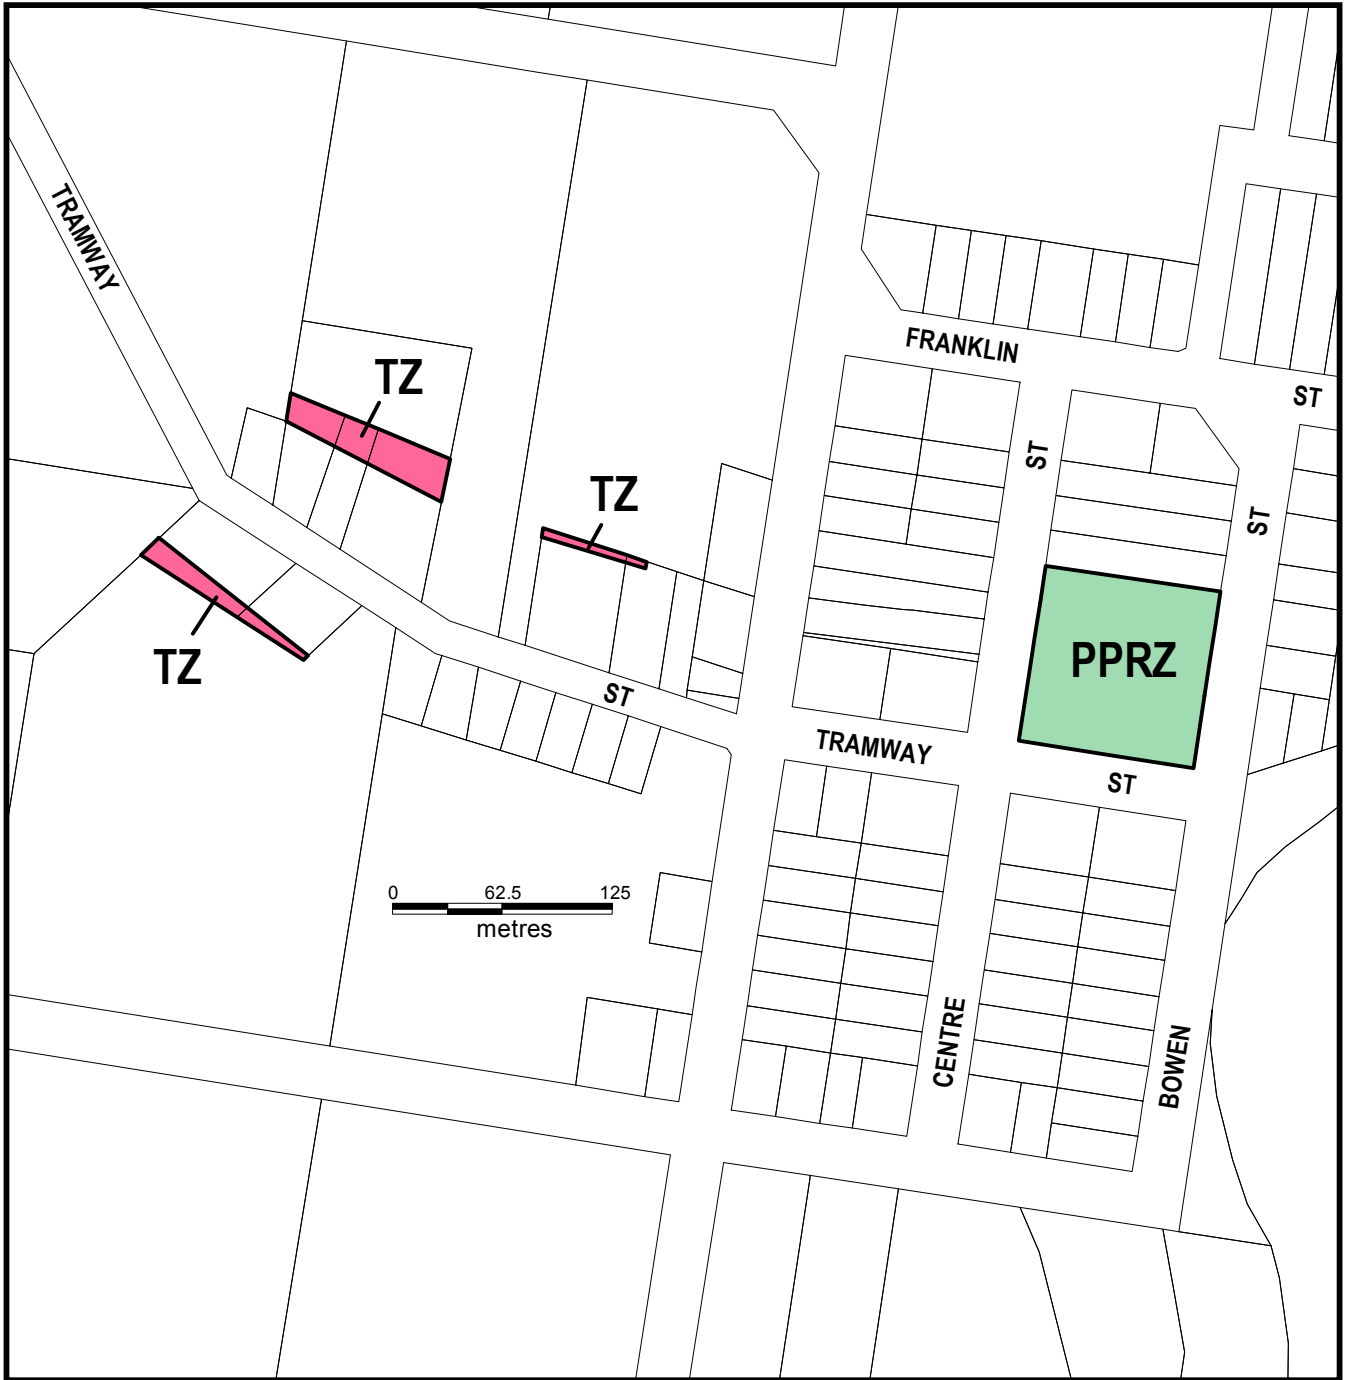 TRAMWAY
FRANKLIN
TZ
ST
ST
TZ
ST
TZ
PPRZ
ST
TRAMWAY
ST
0 62.5 125
metres
CENTRE
BOWEN